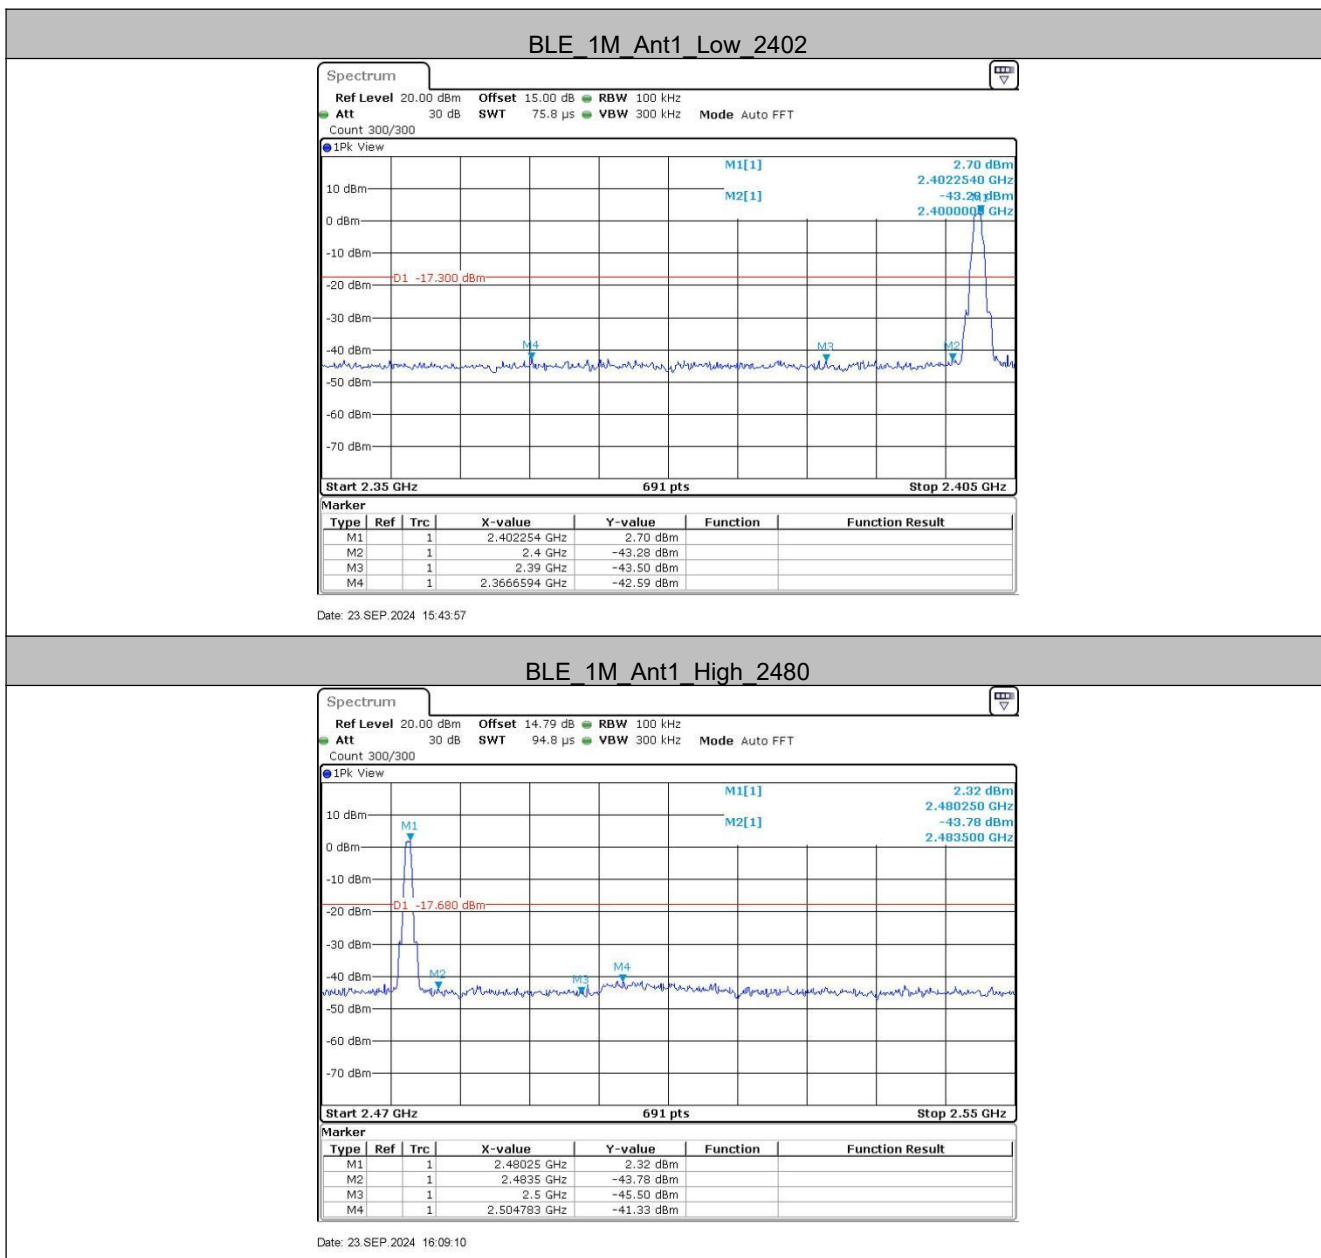 BLE_1M_Ant1_Low_2402
Spectrum
Ref Level 20.00 dBm Offset 15.00 dB RBW 100 kHz
Att 30 dB SWT 75.8 µs VBW 300 kHz Mode Auto FFT
Count 300/300
1Pk View
M1[1] 2.70 dBm
2.4022540 GHz
10 dBm
M2[1] -43.28 dBm
M1
2.4000000 GHz
0 dBm
-10 dBm
D1 -17.300 dBm
-20 dBm
-30 dBm
-40 dBm
M4 M3 M2
-50 dBm
-60 dBm
-70 dBm
Start 2.35 GHz 691 pts Stop 2.405 GHz
Marker
Type Ref Trc X-value Y-value Function Function Result
M1 1 2.402254 GHz 2.70 dBm
M2 1 2.4 GHz -43.28 dBm
M3 1 2.39 GHz -43.50 dBm
M4 1 2.3666594 GHz -42.59 dBm
Date: 23.SEP.2024 15:43:57
BLE_1M_Ant1_High_2480
Spectrum
Ref Level 20.00 dBm Offset 14.79 dB RBW 100 kHz
Att 30 dB SWT 94.8 µs VBW 300 kHz Mode Auto FFT
Count 300/300
1Pk View
M1[1] 2.32 dBm
2.480250 GHz
10 dBm
M1
M2[1] -43.78 dBm
2.483500 GHz
0 dBm
-10 dBm
D1 -17.680 dBm
-20 dBm
-30 dBm
-40 dBm
M2 M3 M4
-50 dBm
-60 dBm
-70 dBm
Start 2.47 GHz 691 pts Stop 2.55 GHz
Marker
Type Ref Trc X-value Y-value Function Function Result
M1 1 2.48025 GHz 2.32 dBm
M2 1 2.4835 GHz -43.78 dBm
M3 1 2.5 GHz -45.50 dBm
M4 1 2.504783 GHz -41.33 dBm
Date: 23.SEP.2024 16:09:10